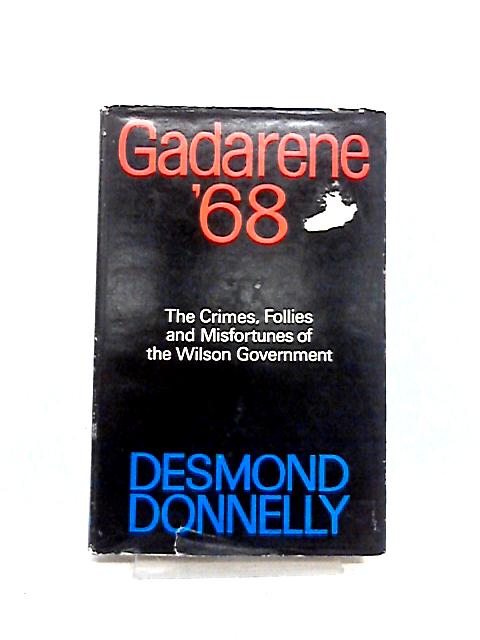 Gadarene
'68
The Crimes, Follies
and Misfortunes of
the Wilson Government
DESMOND
DONNELLY